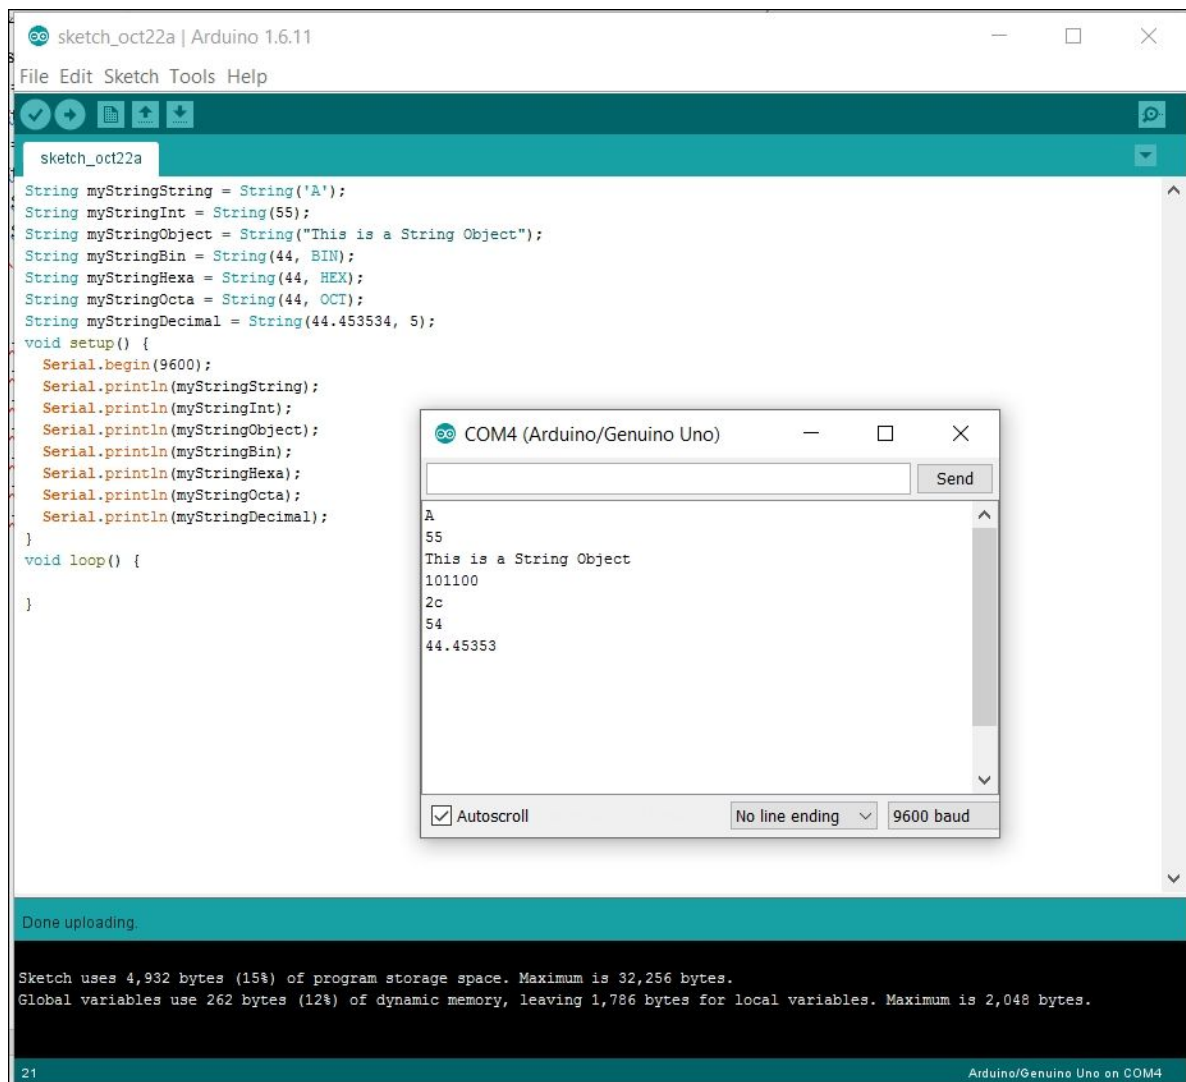 sketch_oct22a | Arduino 1.6.11
File Edit Sketch Tools Help
sketch_oct22a
String myStringString = String('A');
String myStringInt = String(55);
String myStringObject = String("This is a String Object");
String myStringBin = String(44, BIN);
String myStringHexa = String(44, HEX);
String myStringOcta = String(44, OCT);
String myStringDecimal = String(44.453534, 5);
void setup() {
  Serial.begin(9600);
  Serial.println(myStringString);
  Serial.println(myStringInt);
  Serial.println(myStringObject);
  Serial.println(myStringBin);
  Serial.println(myStringHexa);
  Serial.println(myStringOcta);
  Serial.println(myStringDecimal);
}
void loop() {
}
COM4 (Arduino/Genuino Uno)
Send
A
55
This is a String Object
101100
2c
54
44.45353
Autoscroll
No line ending
9600 baud
Done uploading.
Sketch uses 4,932 bytes (15%) of program storage space. Maximum is 32,256 bytes.
Global variables use 262 bytes (12%) of dynamic memory, leaving 1,786 bytes for local variables. Maximum is 2,048 bytes.
21
Arduino/Genuino Uno on COM4